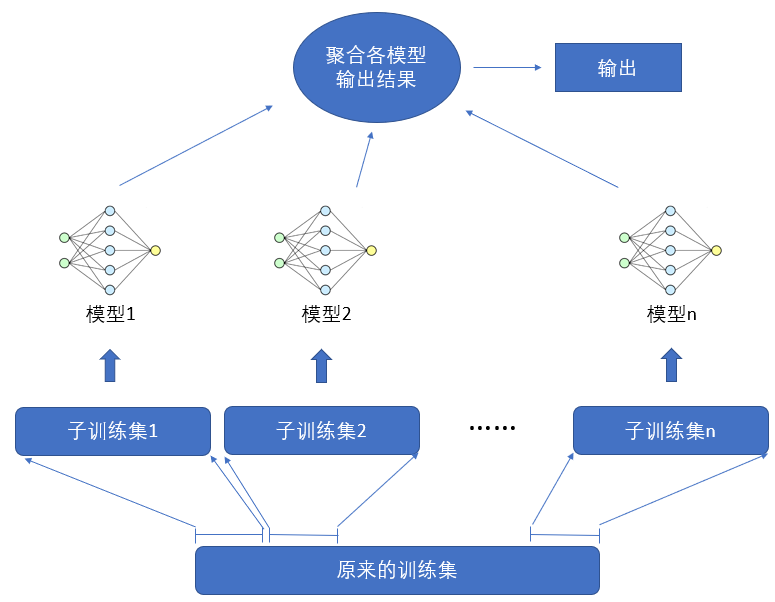 聚合各模型
输出结果
输出
模型1
模型2
模型n
子训练集1
子训练集2
……
子训练集n
原来的训练集